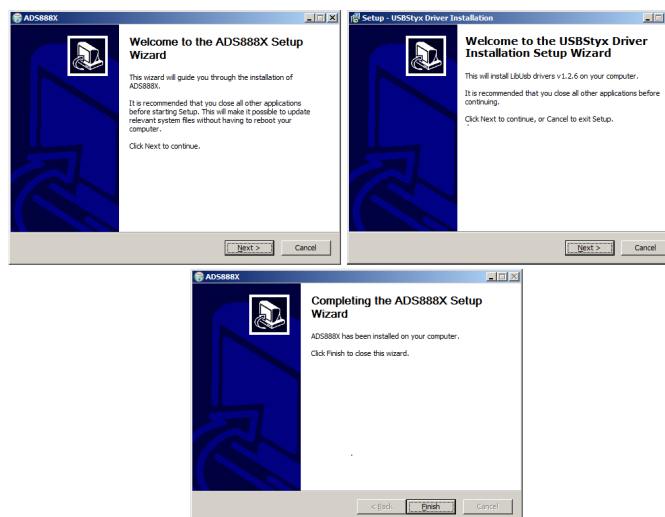 ADS888X
Welcome to the ADS888X Setup
Wizard
This wizard will guide you through the installation of
ADS888X.
It is recommended that you close all other applications
before starting Setup. This will make it possible to update
relevant system files without having to reboot your
computer.
Click Next to continue.
Next >
Cancel
Setup - USBStyx Driver Installation
Welcome to the USBStyx Driver
Installation Setup Wizard
This will install LibUsb drivers v1.2.6 on your computer.
It is recommended that you close all other applications before
continuing.
Click Next to continue, or Cancel to exit Setup.
Next >
Cancel
ADS888X
Completing the ADS888X Setup
Wizard
ADS888X has been installed on your computer.
Click Finish to close this wizard.
< Back
Finish
Cancel